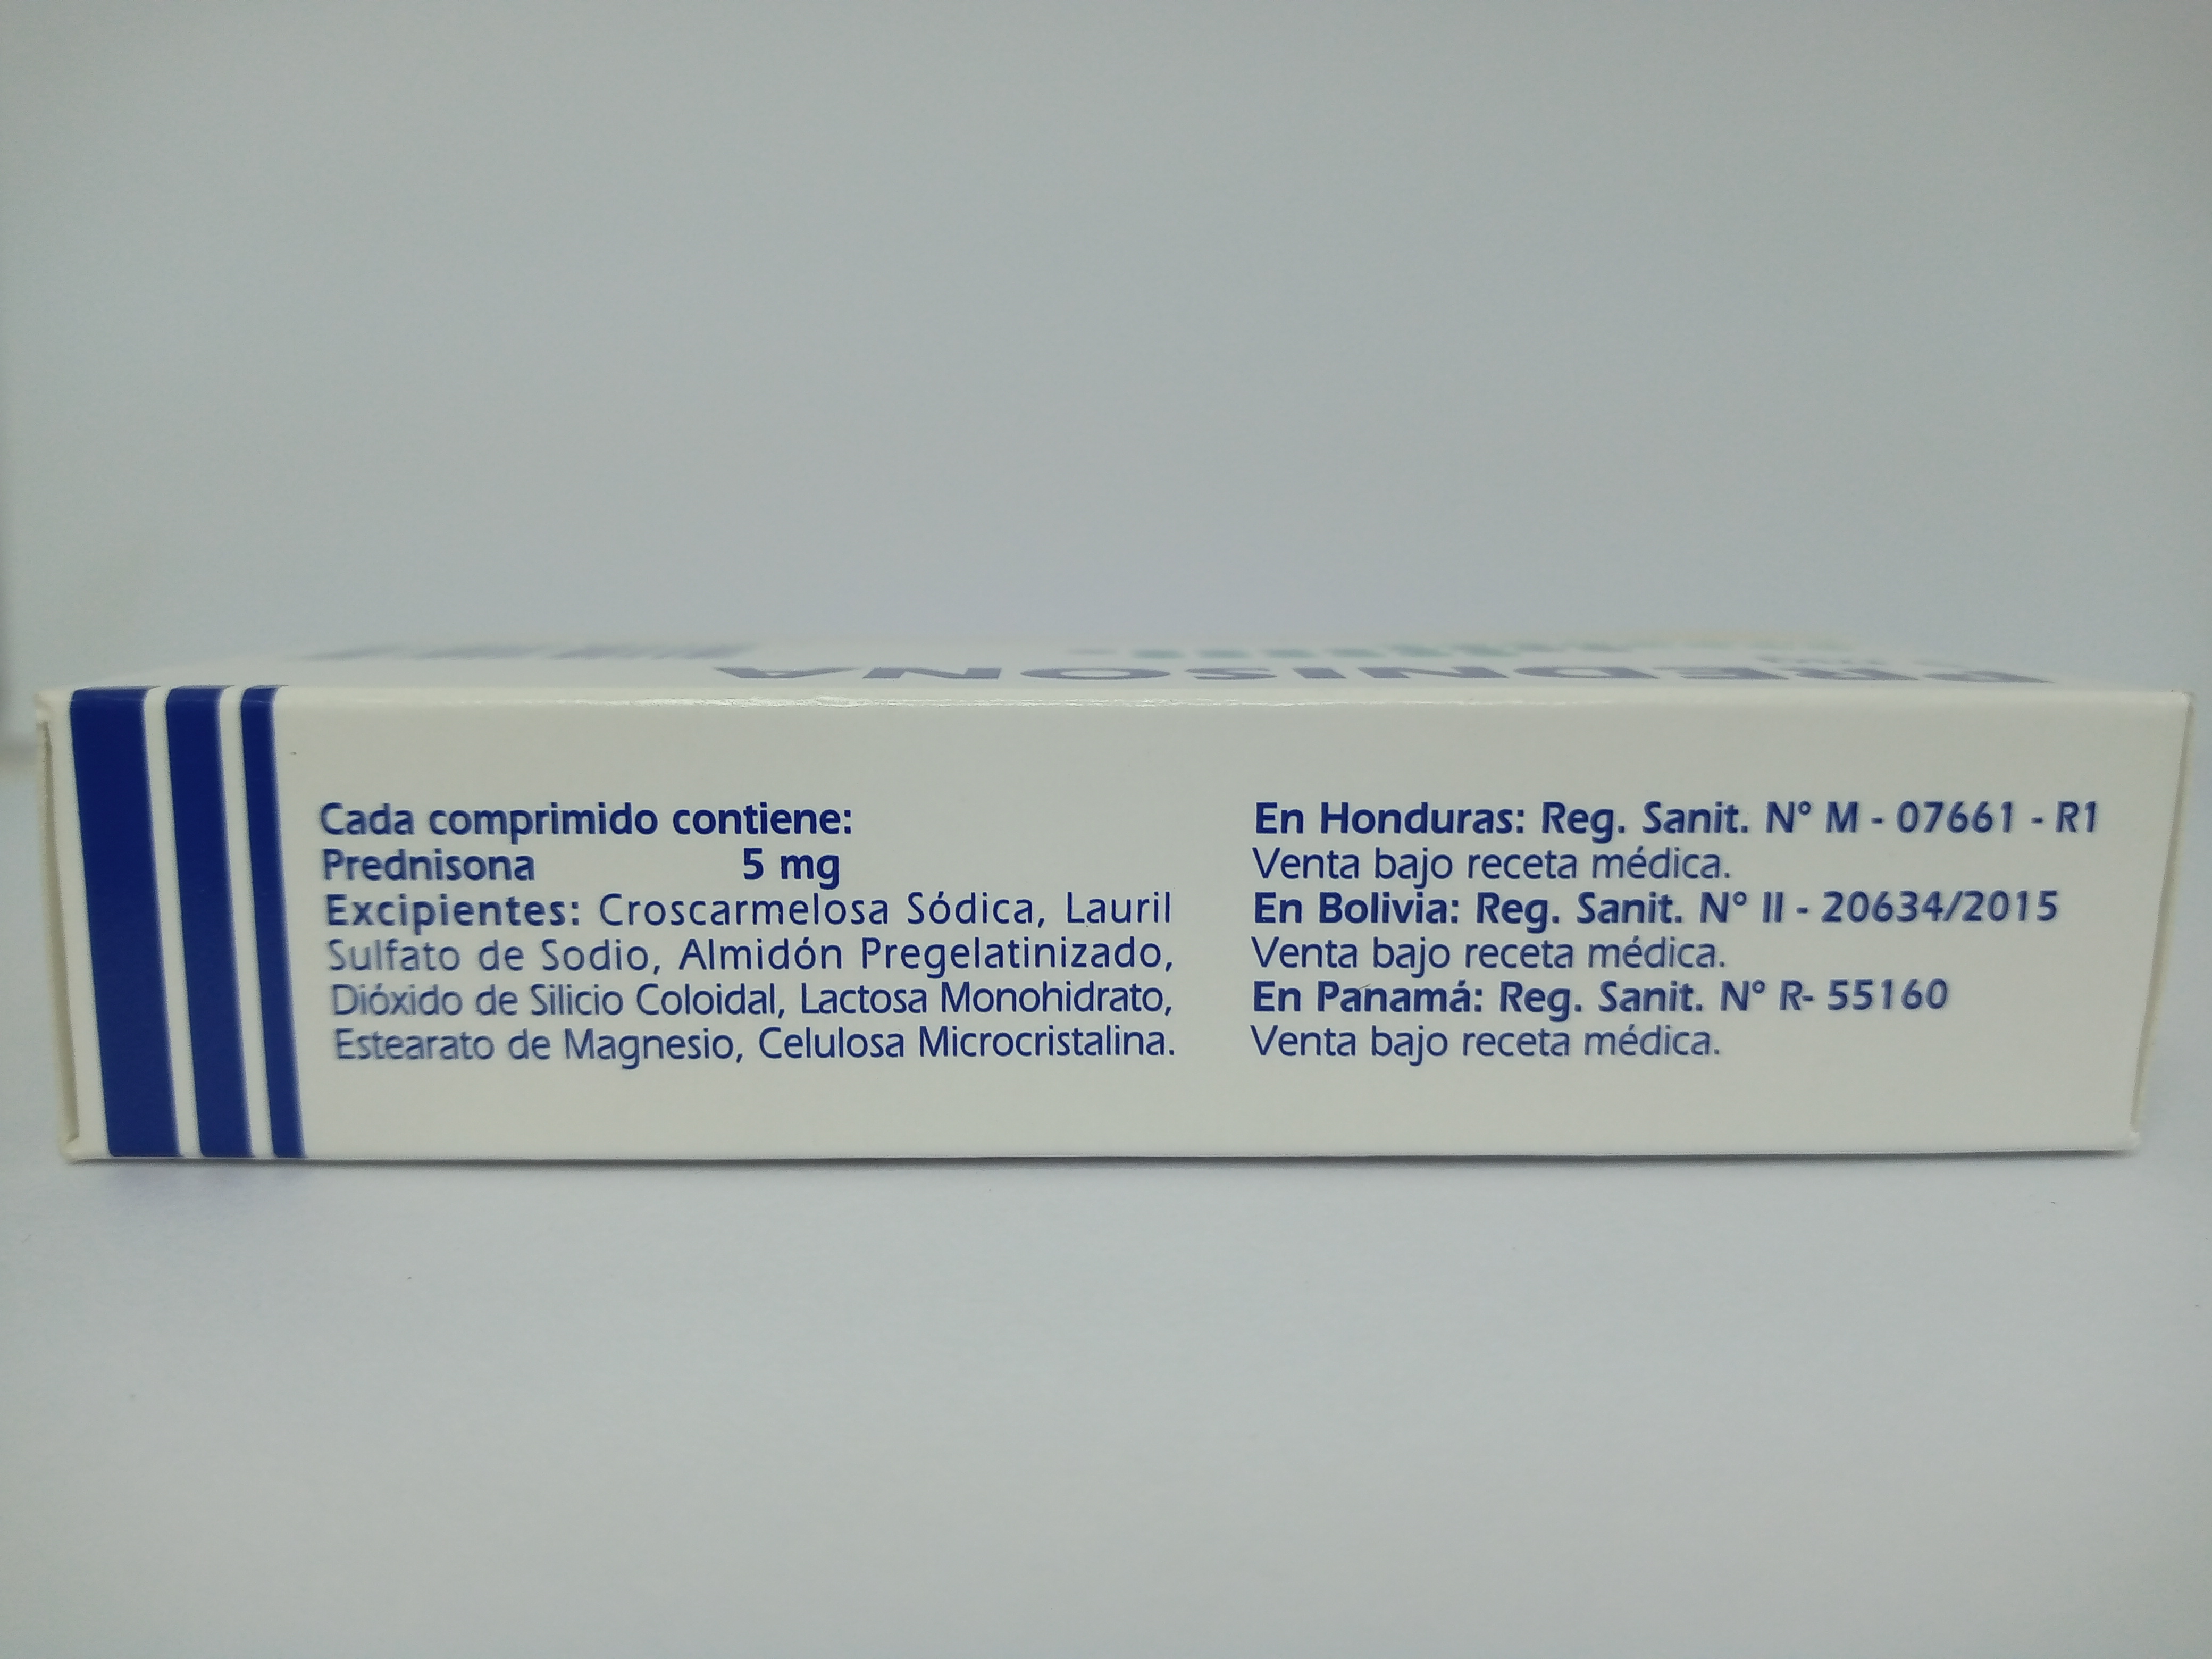 PREDNISONA
Cada comprimido contiene:
Prednisona 5 mg
Excipientes: Croscarmelosa Sódica, Lauril
Sulfato de Sodio, Almidón Pregelatinizado,
Dióxido de Silicio Coloidal, Lactosa Monohidrato,
Estearato de Magnesio, Celulosa Microcristalina.
En Honduras: Reg. Sanit. N° M - 07661 - R1
Venta bajo receta médica.
En Bolivia: Reg. Sanit. N° II - 20634/2015
Venta bajo receta médica.
En Panamá: Reg. Sanit. N° R- 55160
Venta bajo receta médica.